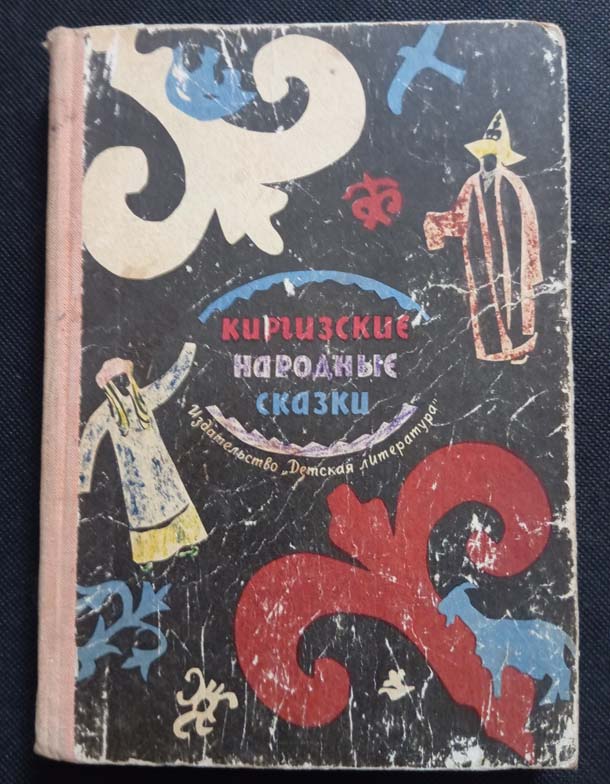 Киргизские
народные
сказки
Издательство „Детская литература"